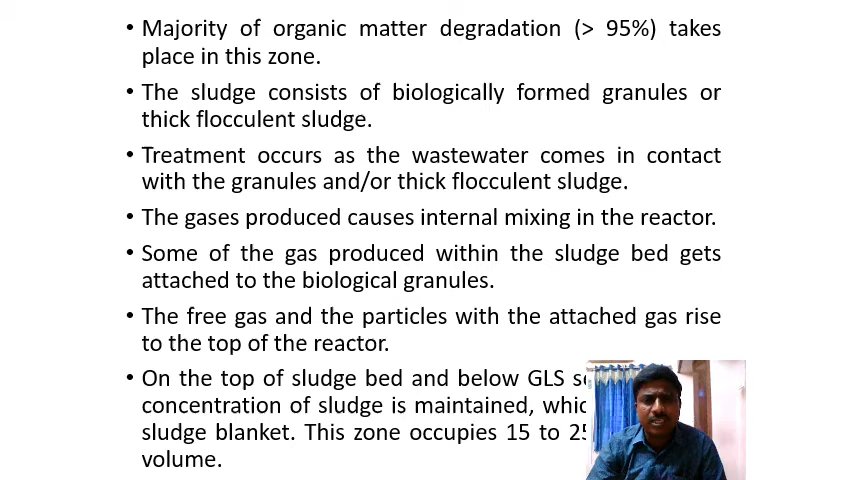 • Majority of organic matter degradation (> 95%) takes
place in this zone.
• The sludge consists of biologically formed granules or
thick flocculent sludge.
• Treatment occurs as the wastewater comes in contact
with the granules and/or thick flocculent sludge.
• The gases produced causes internal mixing in the reactor.
• Some of the gas produced within the sludge bed gets
attached to the biological granules.
• The free gas and the particles with the attached gas rise
to the top of the reactor.
• On the top of sludge bed and below GLS
concentration of sludge is maintained,
sludge blanket. This zone occupies 15 to
volume.